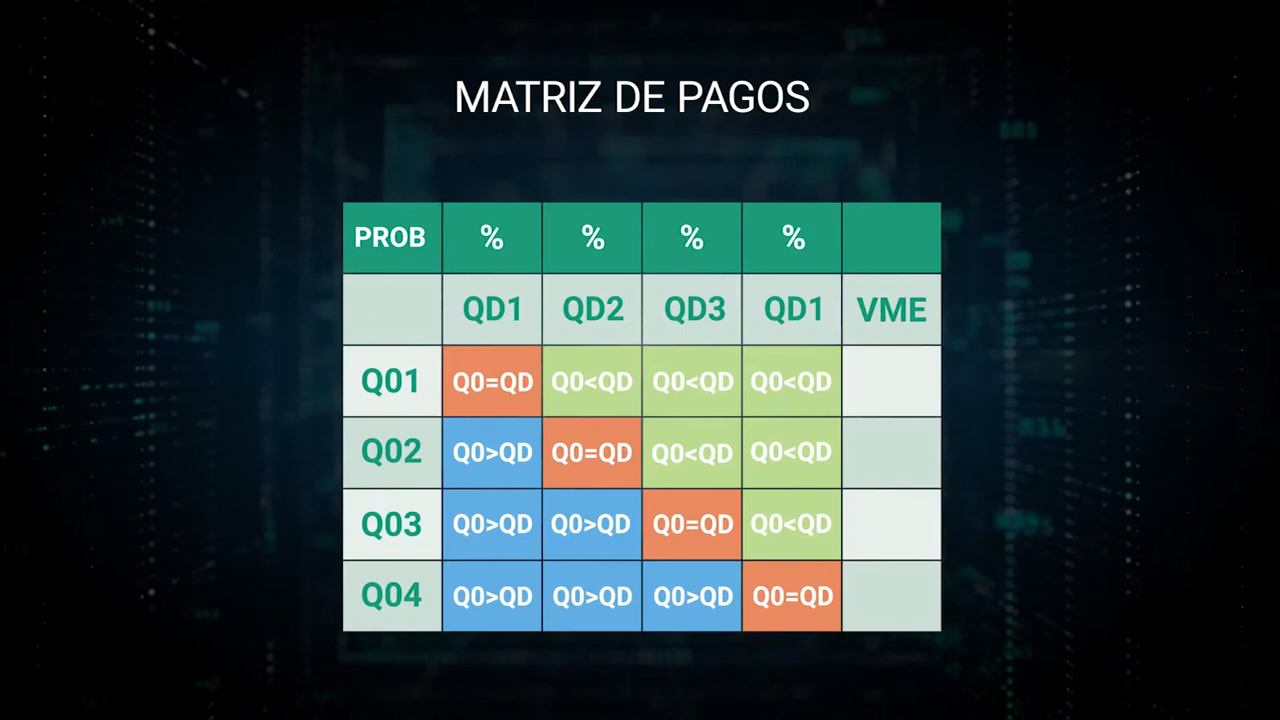 MATRIZ DE PAGOS
PROB % % % %
QD1 QD2 QD3 QD1 VME
Q01 Q0=QD Q0<QD Q0<QD Q0<QD
Q02 Q0>QD Q0=QD Q0<QD Q0<QD
Q03 Q0>QD Q0>QD Q0=QD Q0<QD
Q04 Q0>QD Q0>QD Q0>QD Q0=QD